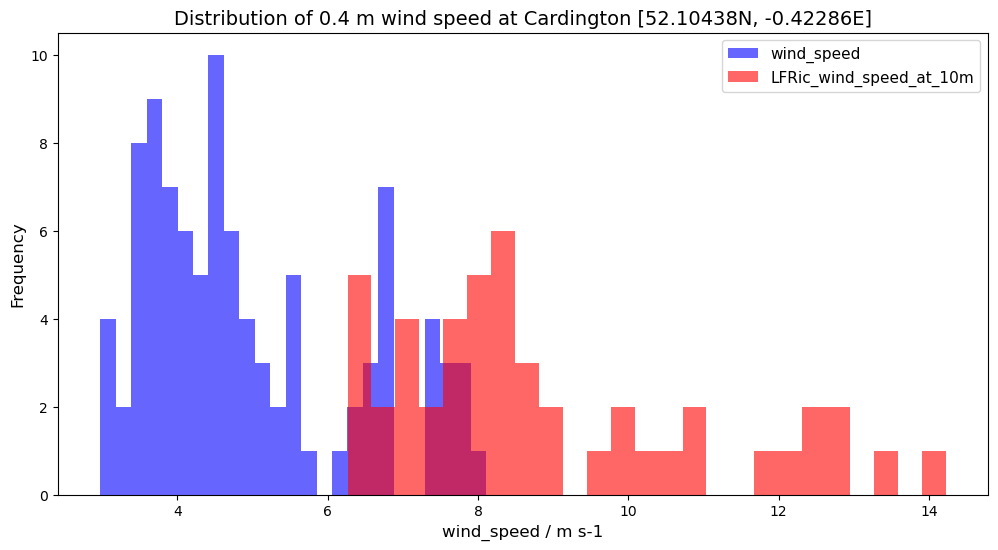 Distribution of 0.4 m wind speed at Cardington [52.10438N, -0.42286E]
wind_speed
LFRic_wind_speed_at_10m
10
8
6
4
2
0
Frequency
4 6 8 10 12 14
wind_speed / m s-1